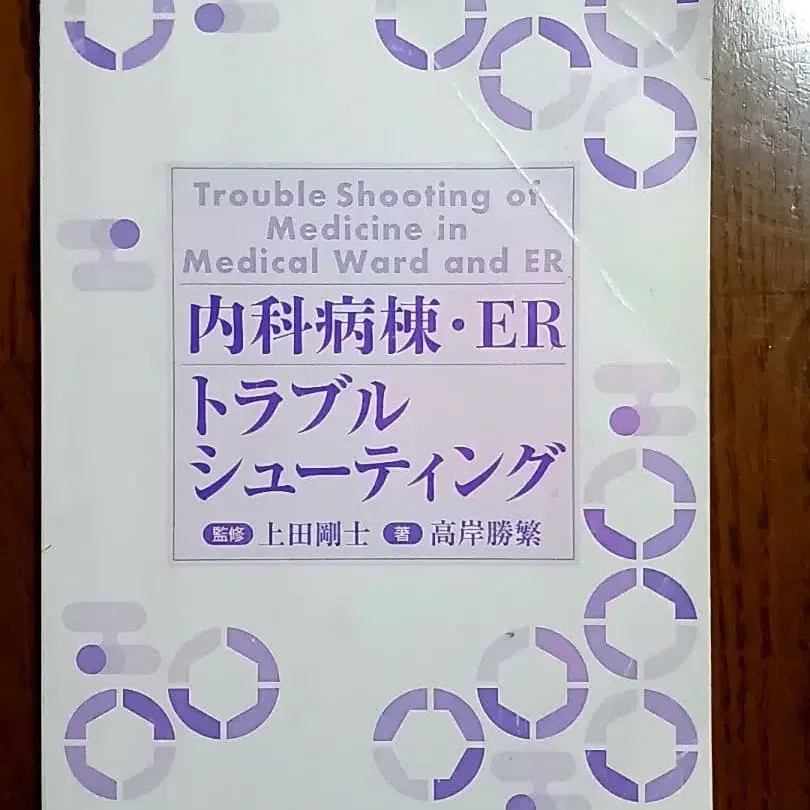 Trouble Shooting of
Medicine in
Medical Ward and ER
内科病棟・ER
トラブル
シューティング
監修 上田剛士 著 高岸勝繁